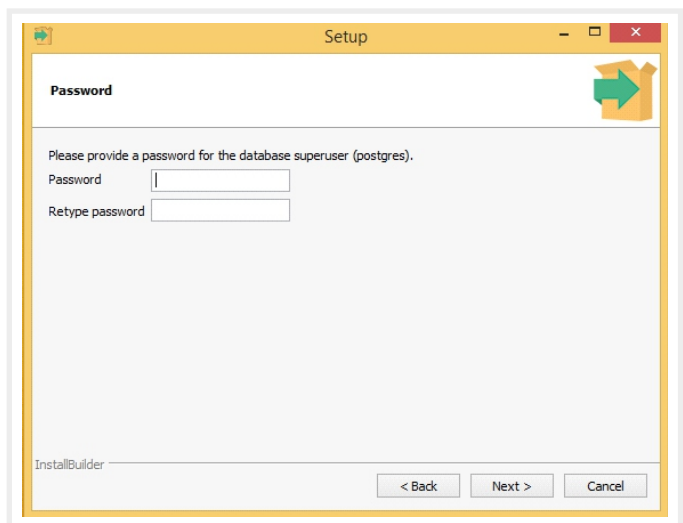 Setup
Password
Please provide a password for the database superuser (postgres).
Password
Retype password
InstallBuilder
< Back Next > Cancel